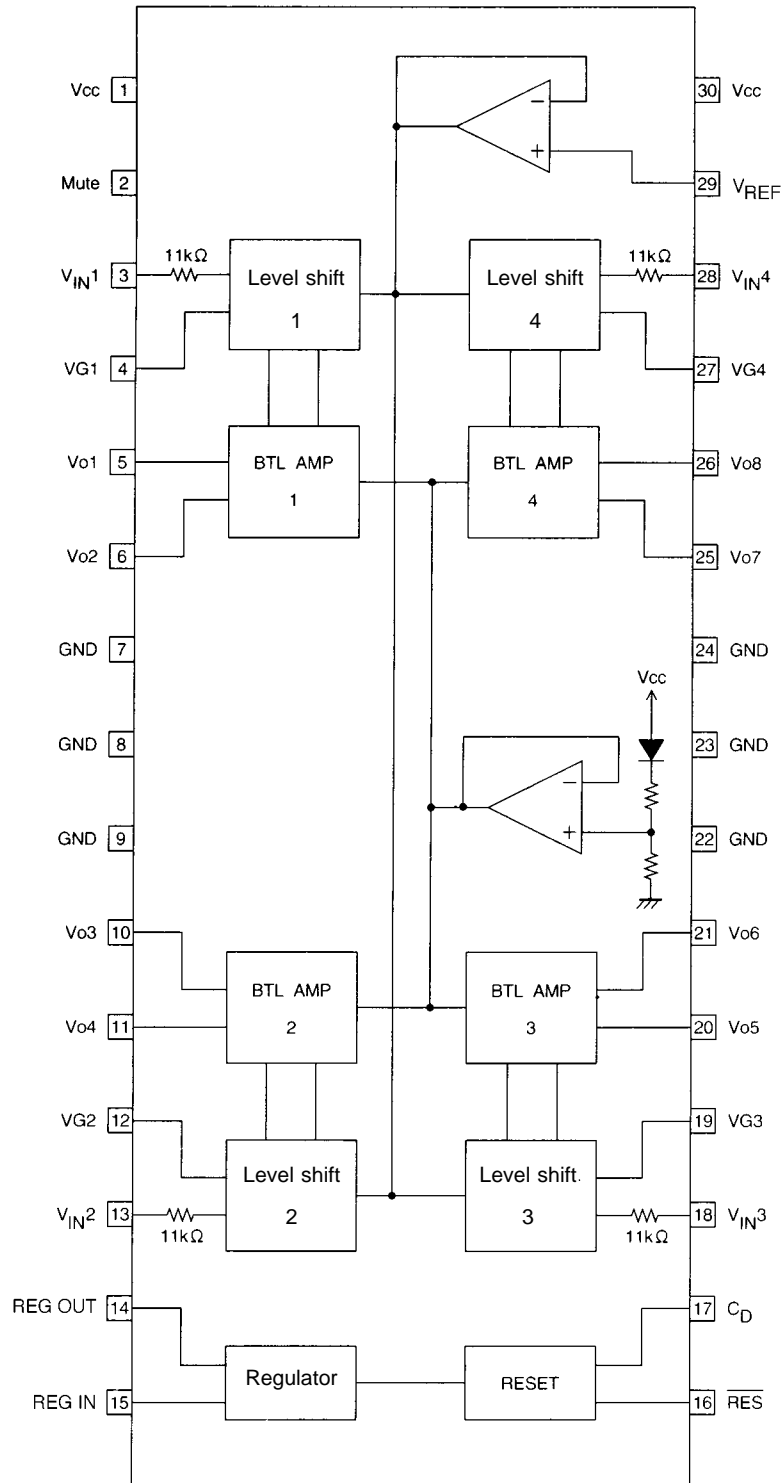 Vcc 1 30 Vcc
Mute 2 29 VREF
11kΩ 11kΩ
VIN1 3 Level shift Level shift 28 VIN4
1 4
VG1 4 27 VG4
Vo1 5 BTL AMP BTL AMP 26 Vo8
1 4
Vo2 6 25 Vo7
GND 7 24 GND
Vcc
GND 8 23 GND
− +
GND 9 22 GND
Vo3 10 21 Vo6
BTL AMP BTL AMP
Vo4 11 2 3 20 Vo5
VG2 12 19 VG3
Level shift Level shift
VIN2 13 2 3 18 VIN3
11kΩ 11kΩ
REG OUT 14 17 CD
Regulator RESET
REG IN 15 16 R̅E̅S̅